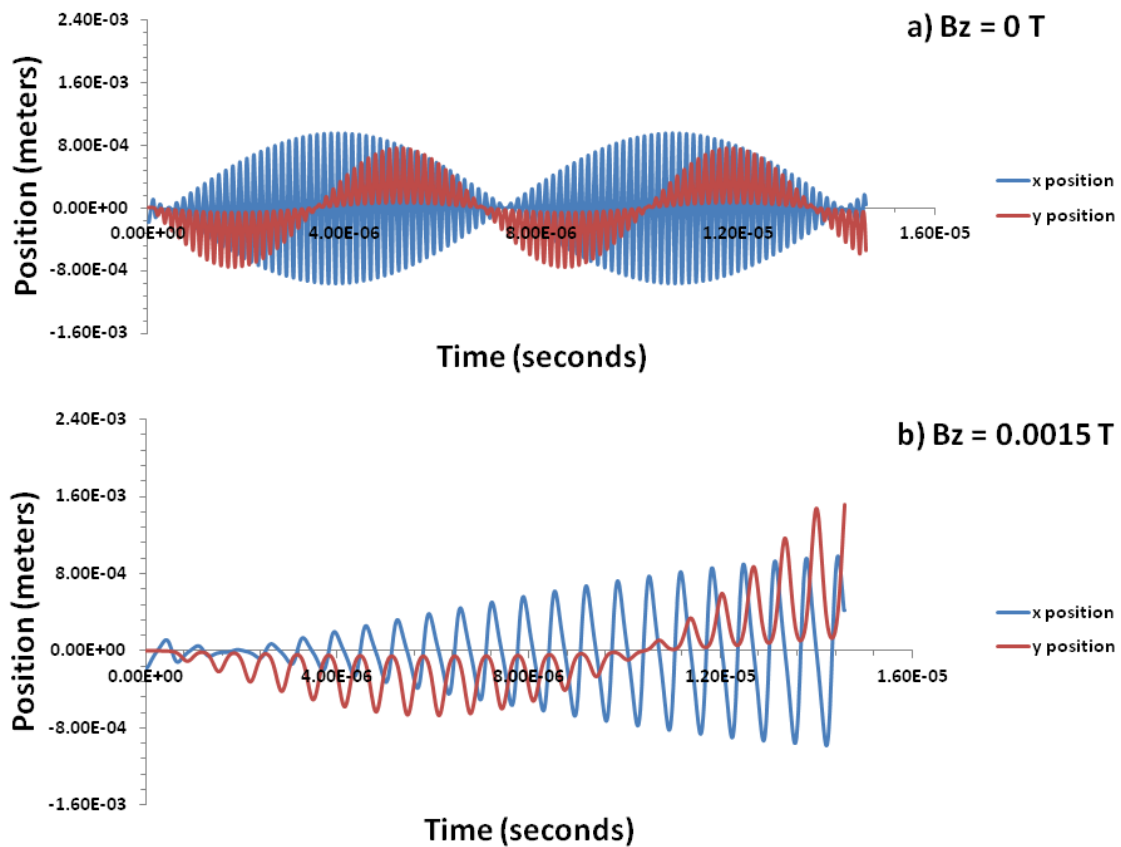 a) Bz = 0 T
Position (meters)
2.40E-03
1.60E-03
8.00E-04
0.00E+00
-8.00E-04
-1.60E-03
0.00E+00
4.00E-06
8.00E-06
1.20E-05
1.60E-05
x position
y position
Time (seconds)
b) Bz = 0.0015 T
Position (meters)
2.40E-03
1.60E-03
8.00E-04
0.00E+00
-8.00E-04
-1.60E-03
0.00E+00
4.00E-06
8.00E-06
1.20E-05
1.60E-05
x position
y position
Time (seconds)